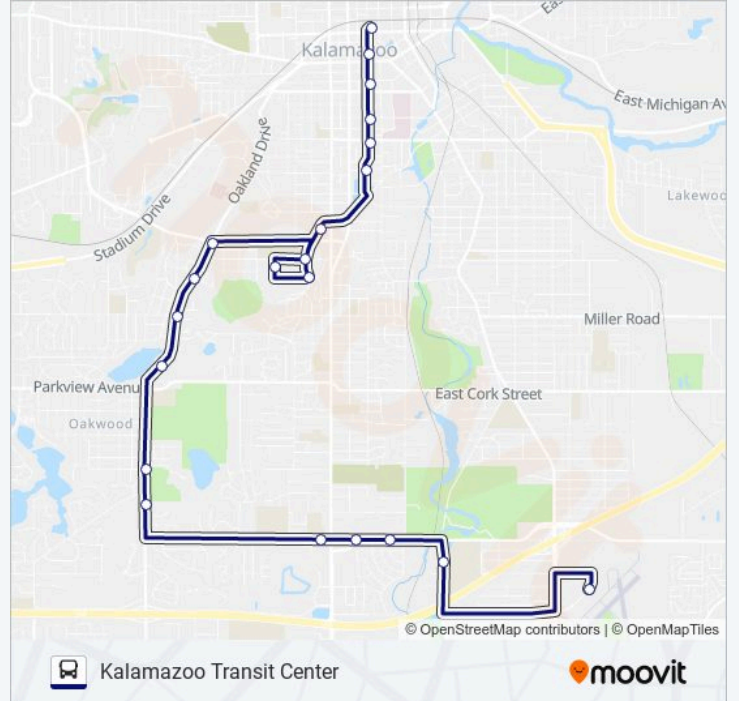 Eas
Kalamazoo
East Michigan Av
Oakland Drive
Lakewoo
Stadium Drive
Miller Road
Parkview Avenu
East Cork Street
Oakwood
© OpenStreetMap contributors | © OpenMapTiles
Kalamazoo Transit Center
moovit